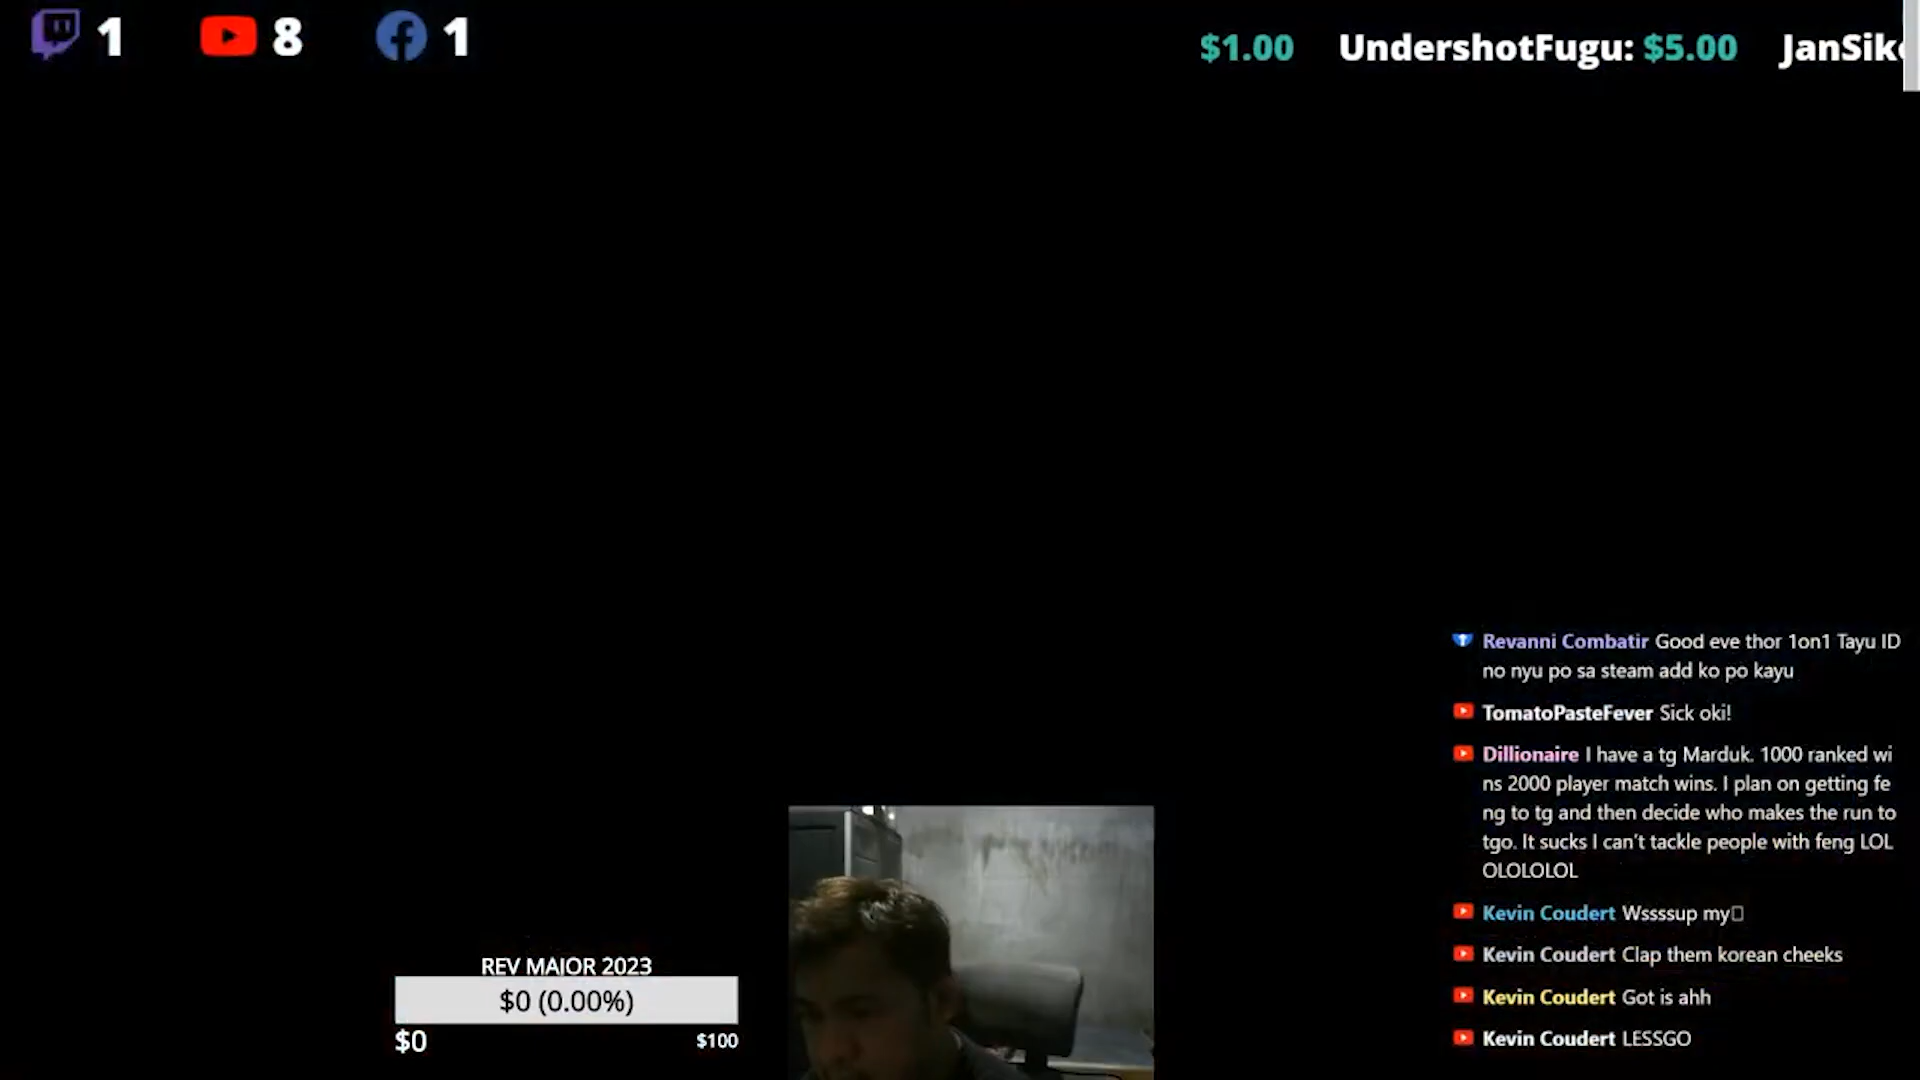 1 8 1
$1.00 UndershotFugu: $5.00 JanSik
Revanni Combatir Good eve thor 1on1 Tayu ID
no nyu po sa steam add ko po kayu
TomatoPasteFever Sick oki!
Dillionaire I have a tg Marduk. 1000 ranked wi
ns 2000 player match wins. I plan on getting fe
ng to tg and then decide who makes the run to
tgo. It sucks I can't tackle people with feng LOL
OLOLOLOL
Kevin Coudert Wssssup my
Kevin Coudert Clap them korean cheeks
Kevin Coudert Got is ahh
Kevin Coudert LESSGO
REV MAJOR 2023
$0 (0.00%)
$0 $100